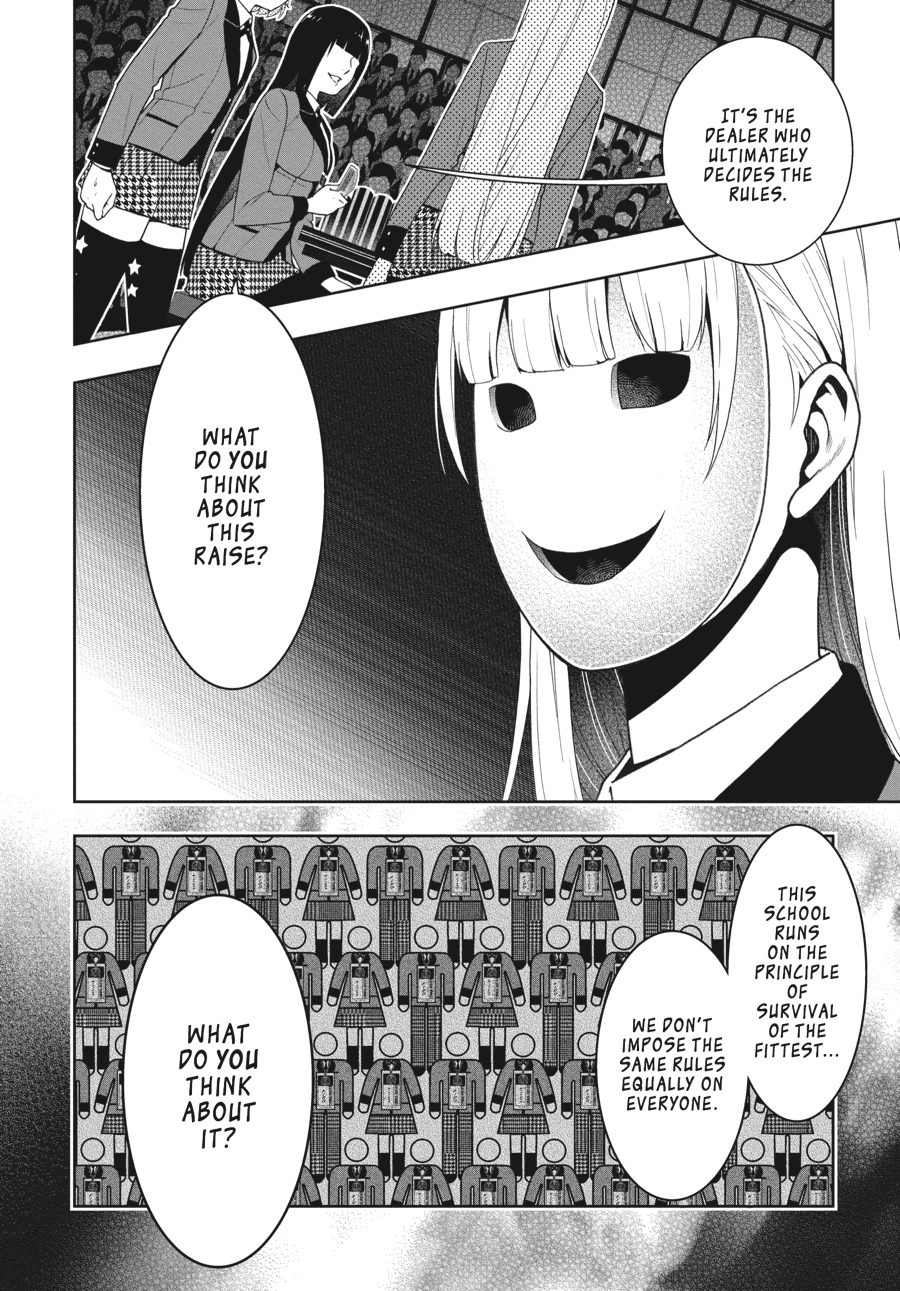 IT'S THE
DEALER WHO
ULTIMATELY
DECIDES THE
RULES.
WHAT
DO YOU
THINK
ABOUT
THIS
RAISE?
THIS
SCHOOL
RUNS
ON THE
PRINCIPLE
OF
SURVIVAL
OF THE
FITTEST...
WE DON'T
IMPOSE THE
SAME RULES
EQUALLY ON
EVERYONE.
WHAT
DO YOU
THINK
ABOUT
IT?